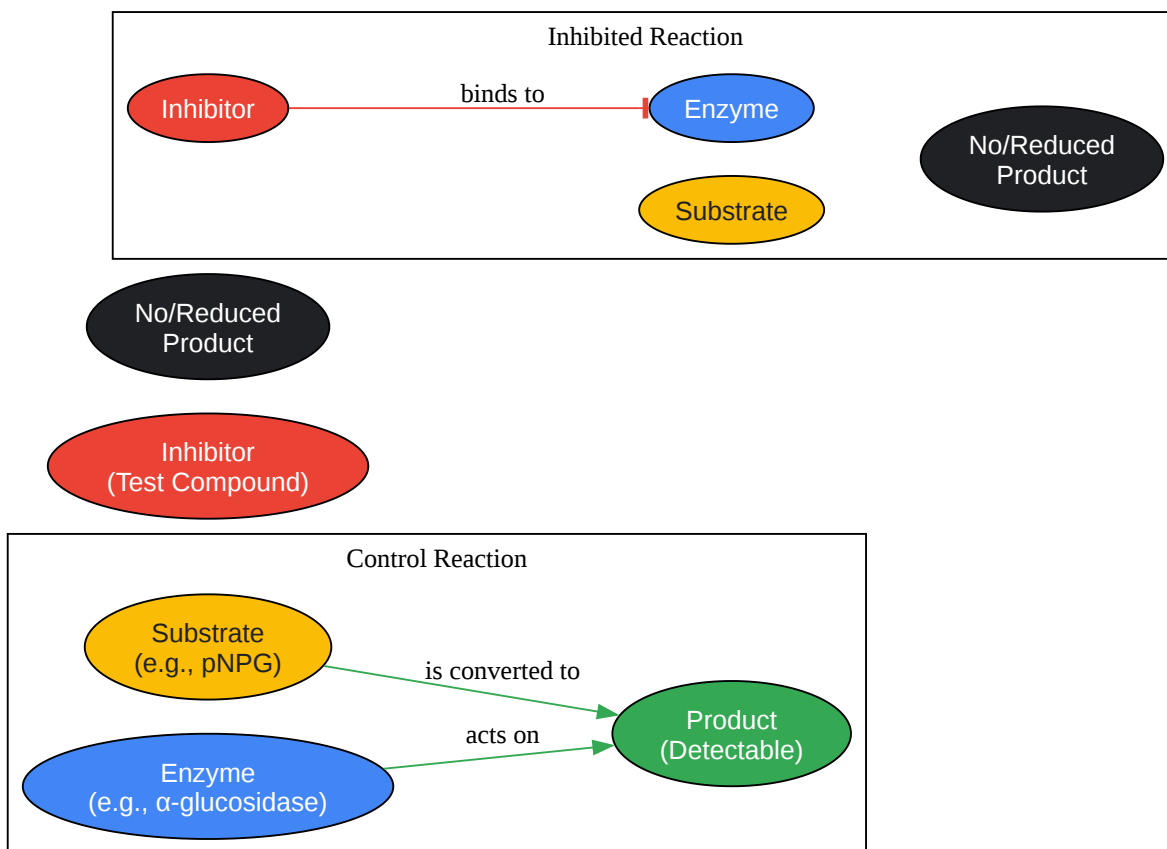 Inhibited Reaction
Inhibitor
binds to
Enzyme
No/Reduced
Product
Substrate
No/Reduced
Product
Inhibitor
(Test Compound)
Control Reaction
Substrate
(e.g., pNPG)
is converted to
Product
(Detectable)
acts on
Enzyme
(e.g., α-glucosidase)